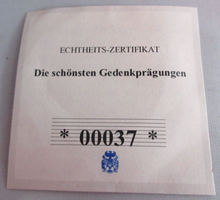 ECHTHEITS-ZERTIFIKAT
Die schönsten Gedenkprägungen
* 00037 *